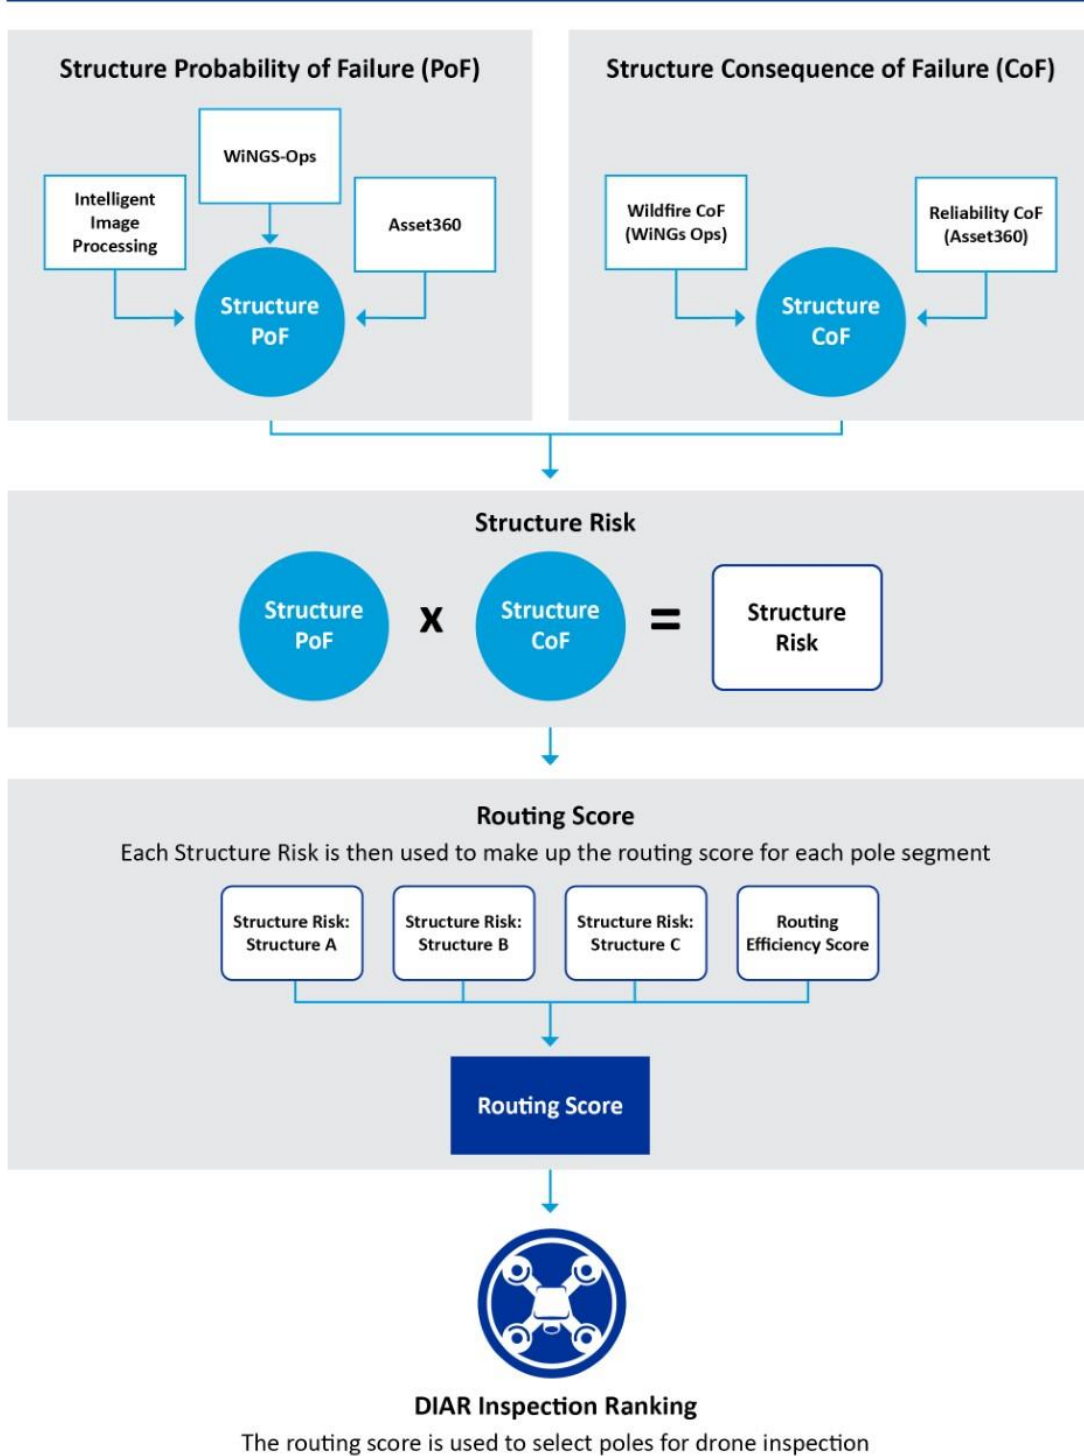 Structure Probability of Failure (PoF)
WiNGS-Ops
Intelligent
Image
Processing
Asset360
Structure
PoF
Structure Consequence of Failure (CoF)
Wildfire CoF
(WiNGs Ops)
Reliability CoF
(Asset360)
Structure
CoF
Structure Risk
Structure
PoF
x
Structure
CoF
=
Structure
Risk
Routing Score
Each Structure Risk is then used to make up the routing score for each pole segment
Structure Risk:
Structure A
Structure Risk:
Structure B
Structure Risk:
Structure C
Routing
Efficiency Score
Routing Score
DIAR Inspection Ranking
The routing score is used to select poles for drone inspection